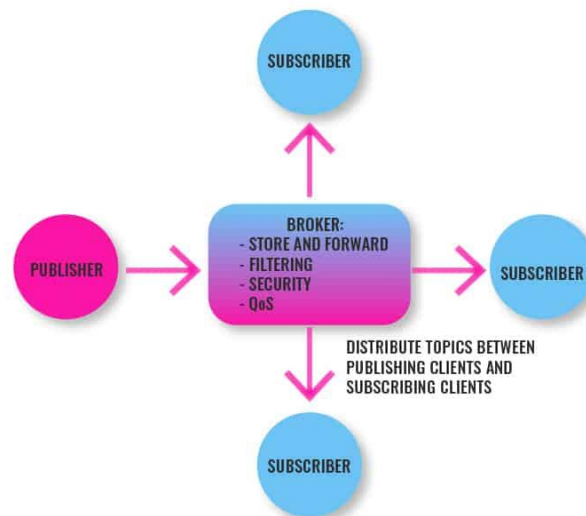 SUBSCRIBER
PUBLISHER
BROKER:
- STORE AND FORWARD
- FILTERING
- SECURITY
- QoS
SUBSCRIBER
DISTRIBUTE TOPICS BETWEEN
PUBLISHING CLIENTS AND
SUBSCRIBING CLIENTS
SUBSCRIBER